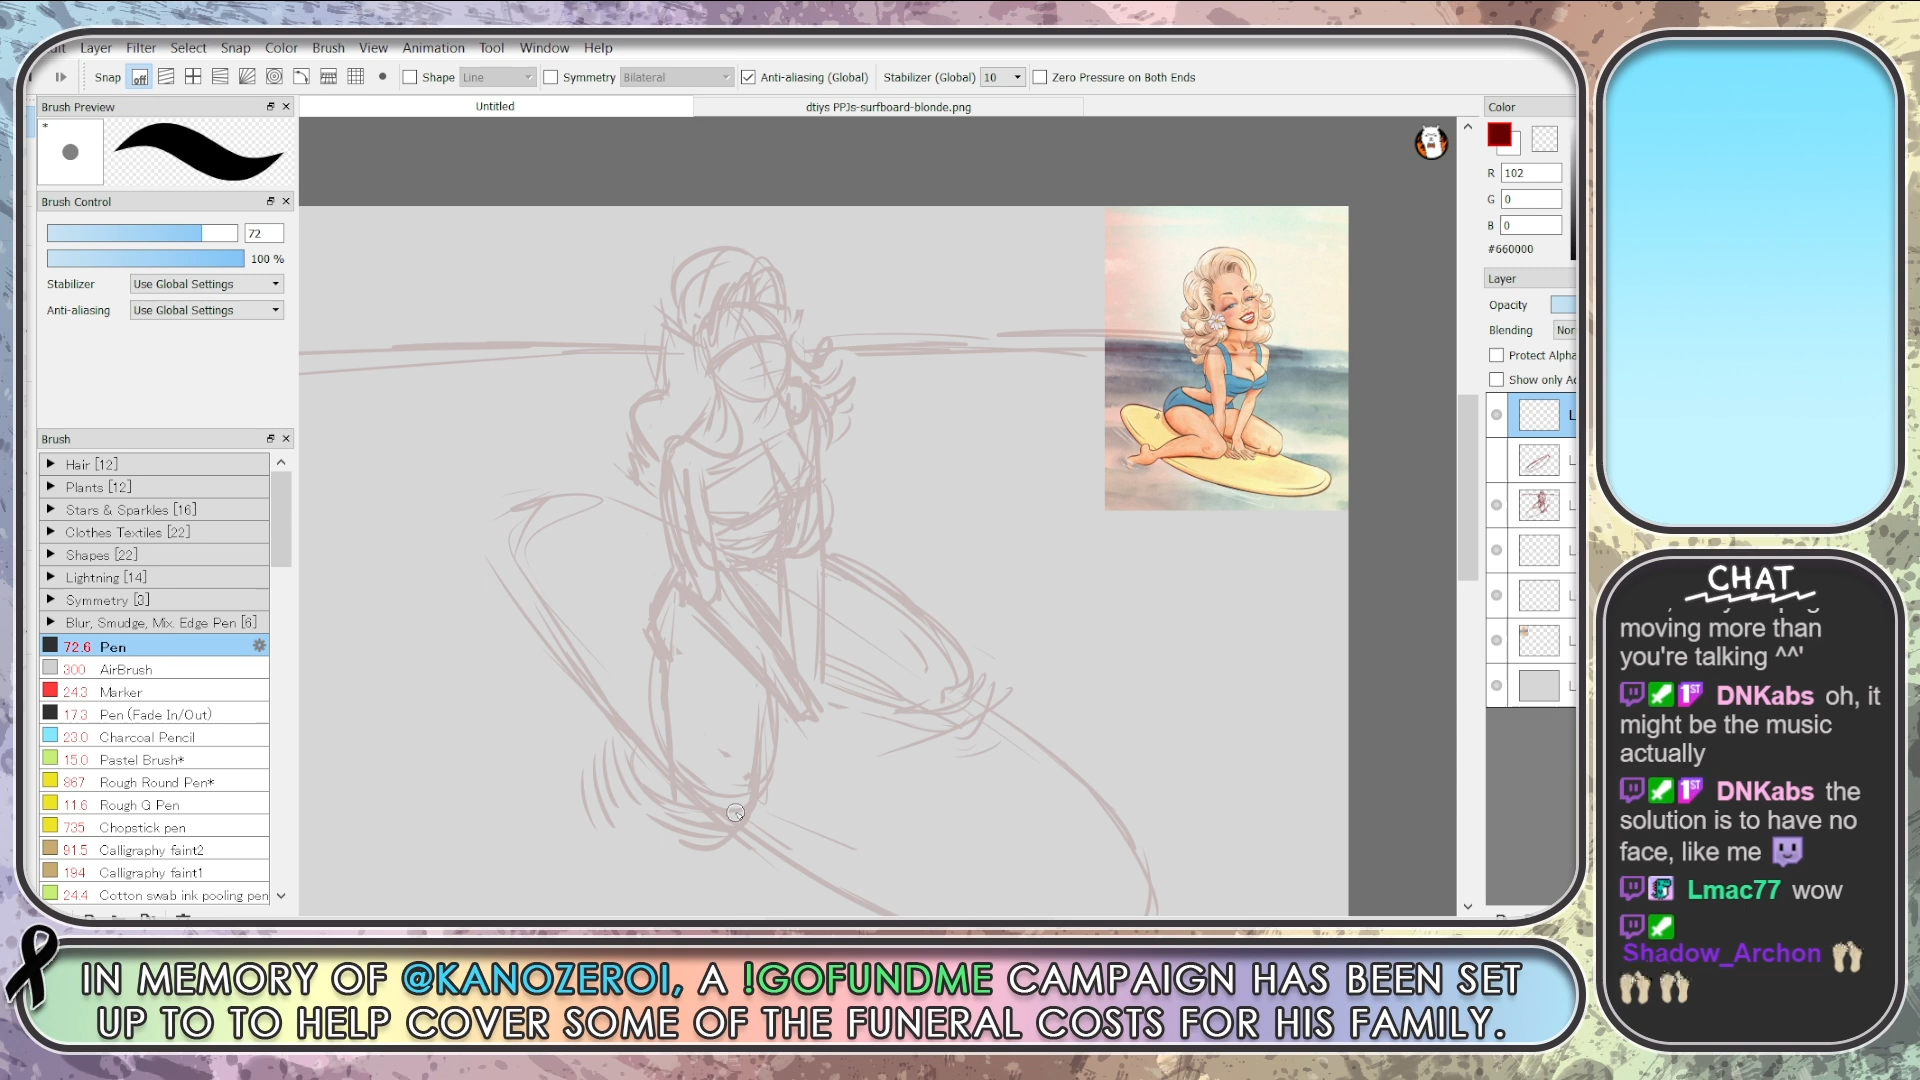 Layer Filter Select Snap Color Brush View Animation Tool Window Help
Snap off Shape Line Symmetry Bilateral Anti-aliasing (Global) Stabilizer (Global) 10 Zero Pressure on Both Ends
Brush Preview
Untitled
dtiys PPJs-surfboard-blonde.png
Color
*
R 102
G 0
B 0
#660000
Brush Control
72
100 %
Stabilizer Use Global Settings
Anti-aliasing Use Global Settings
Layer
Opacity
Blending
Protect Alpha
Show only
Brush
Hair [12]
Plants [12]
Stars & Sparkles [16]
Clothes Textiles [22]
Shapes [22]
Lightning [14]
Symmetry [3]
Blur, Smudge, Mix. Edge Pen [6]
72.6 Pen
300 AirBrush
24.3 Marker
17.3 Pen (Fade In/Out)
23.0 Charcoal Pencil
15.0 Pastel Brush*
867 Rough Round Pen*
11.6 Rough G Pen
735 Chopstick pen
91.5 Calligraphy faint2
194 Calligraphy faint1
24.4 Cotton swab ink pooling pen
CHAT
moving more than
you're talking ^^'
1ST DNKabs oh, it
might be the music
actually
1ST DNKabs the
solution is to have no
face, like me
Lmac77 wow
Shadow_Archon
IN MEMORY OF @KANOZEROI, A !GOFUNDME CAMPAIGN HAS BEEN SET
UP TO TO HELP COVER SOME OF THE FUNERAL COSTS FOR HIS FAMILY.